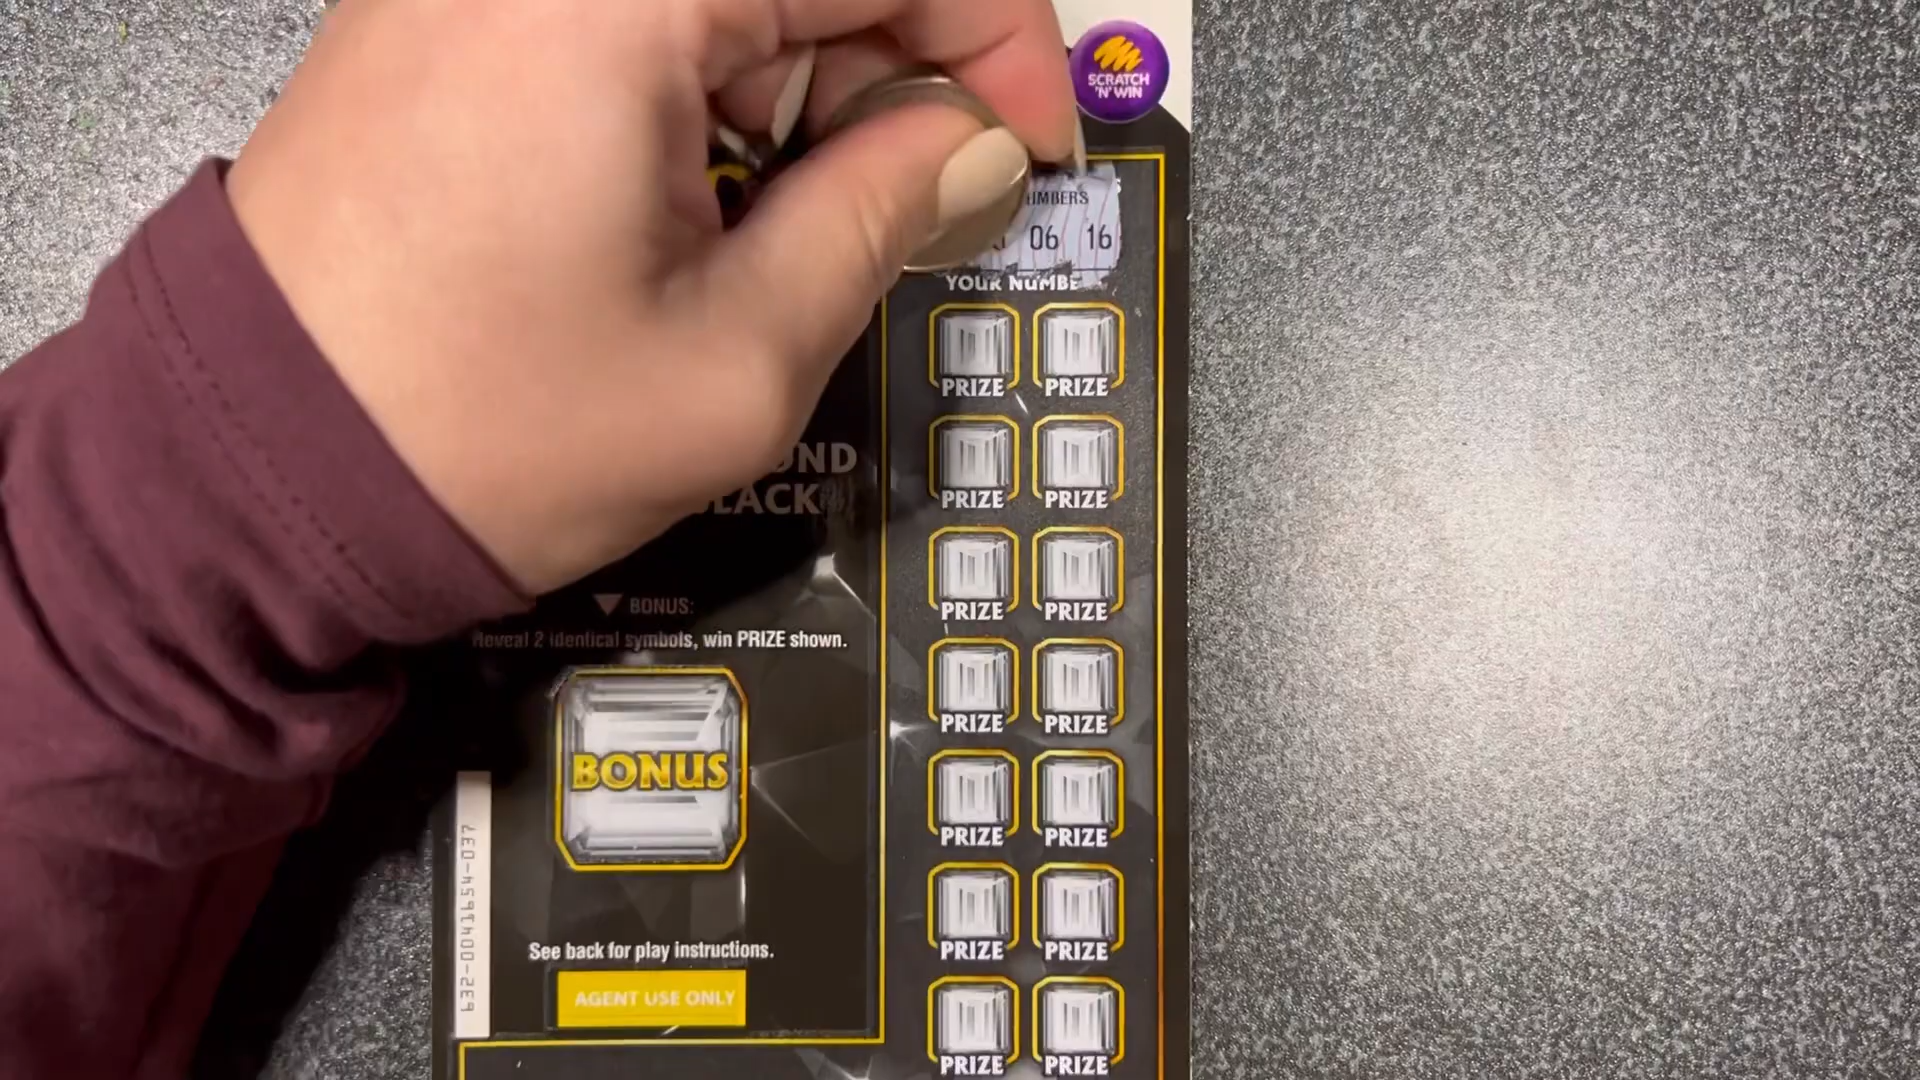 SCRATCH
'N' WIN
06 16
YOUR
PRIZE PRIZE
PRIZE PRIZE
PRIZE PRIZE
PRIZE PRIZE
PRIZE PRIZE
PRIZE PRIZE
PRIZE PRIZE
BONUS:
Reveal 2 identical symbols, win PRIZE shown.
BONUS
See back for play instructions.
AGENT USE ONLY
632-0041954-037